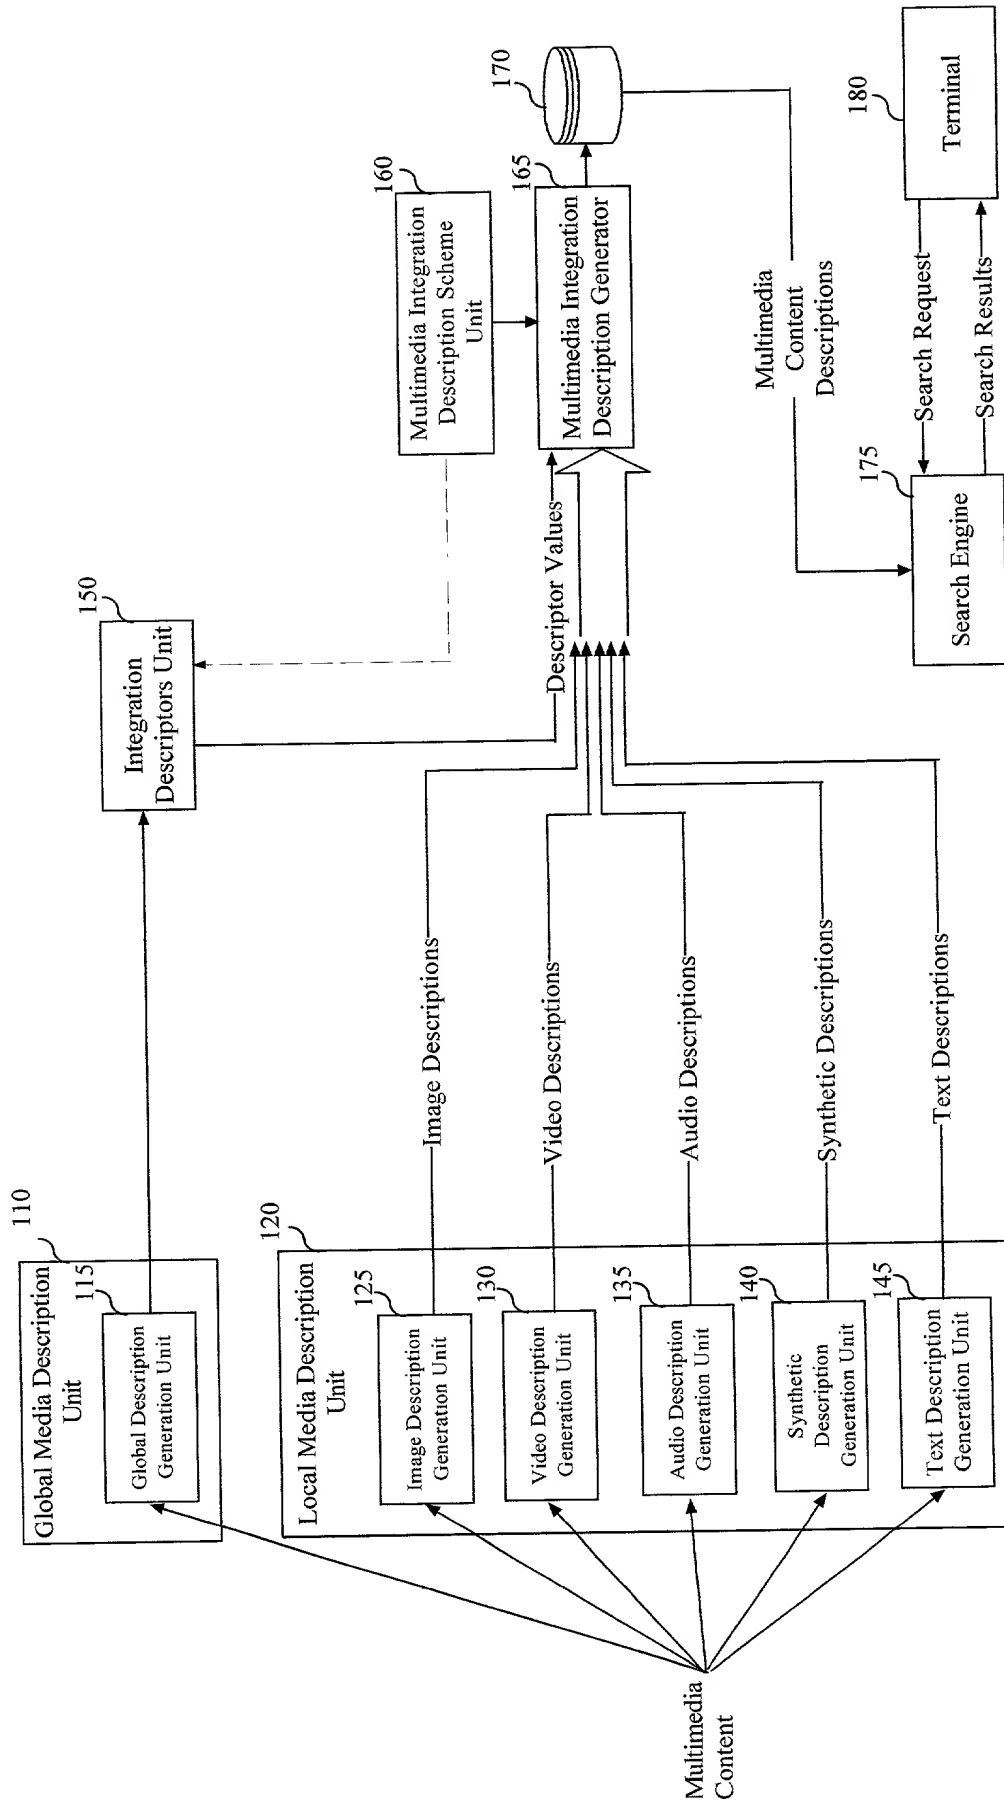 Multimedia
Content
Global Media Description
Unit
110
115
Global Description
Generation Unit
Local Media Description
Unit
120
125
Image Description
Generation Unit
130
Video Description
Generation Unit
135
Audio Description
Generation Unit
140
Synthetic
Description
Generation Unit
145
Text Description
Generation Unit
Image Descriptions
Video Descriptions
Audio Descriptions
Synthetic Descriptions
Text Descriptions
150
Integration
Descriptors Unit
Descriptor Values
160
Multimedia Integration
Description Scheme
Unit
165
Multimedia Integration
Description Generator
170
Multimedia
Content
Descriptions
175
Search Engine
Search Request
Search Results
180
Terminal